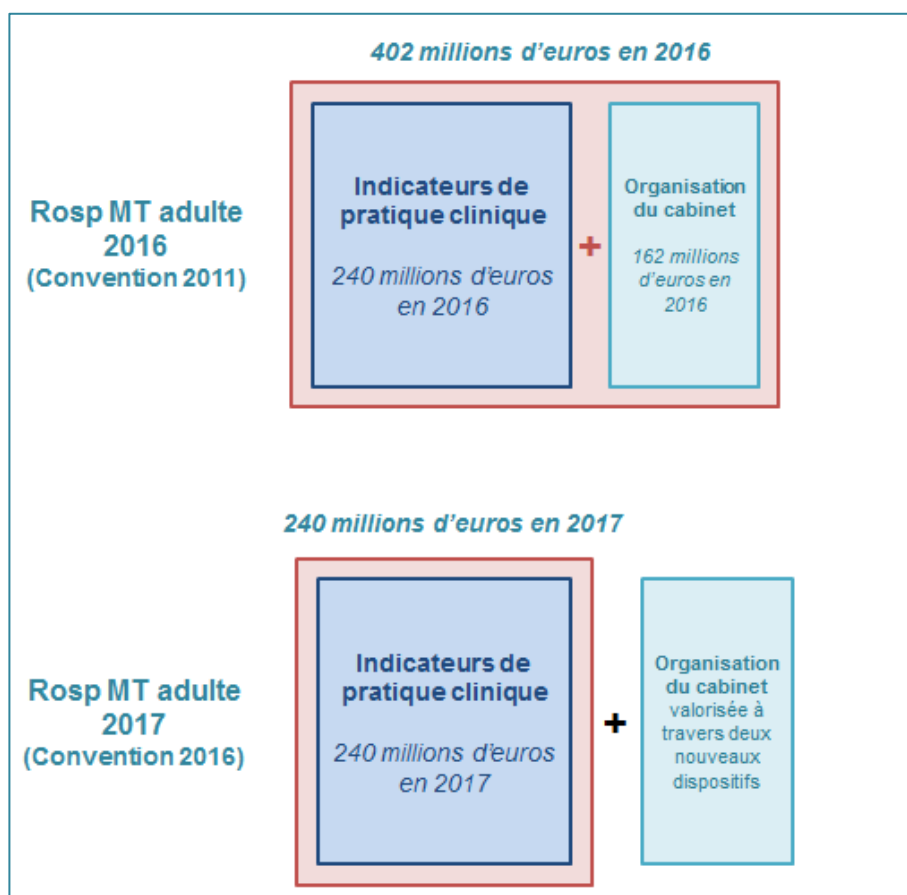 402 millions d'euros en 2016
Rosp MT adulte
2016
(Convention 2011)
Indicateurs de
pratique clinique
240 millions d'euros
en 2016
+
Organisation
du cabinet
162 millions
d'euros en
2016
240 millions d'euros en 2017
Rosp MT adulte
2017
(Convention 2016)
Indicateurs de
pratique clinique
240 millions d'euros
en 2017
+
Organisation
du cabinet
valorisée à
travers deux
nouveaux
dispositifs